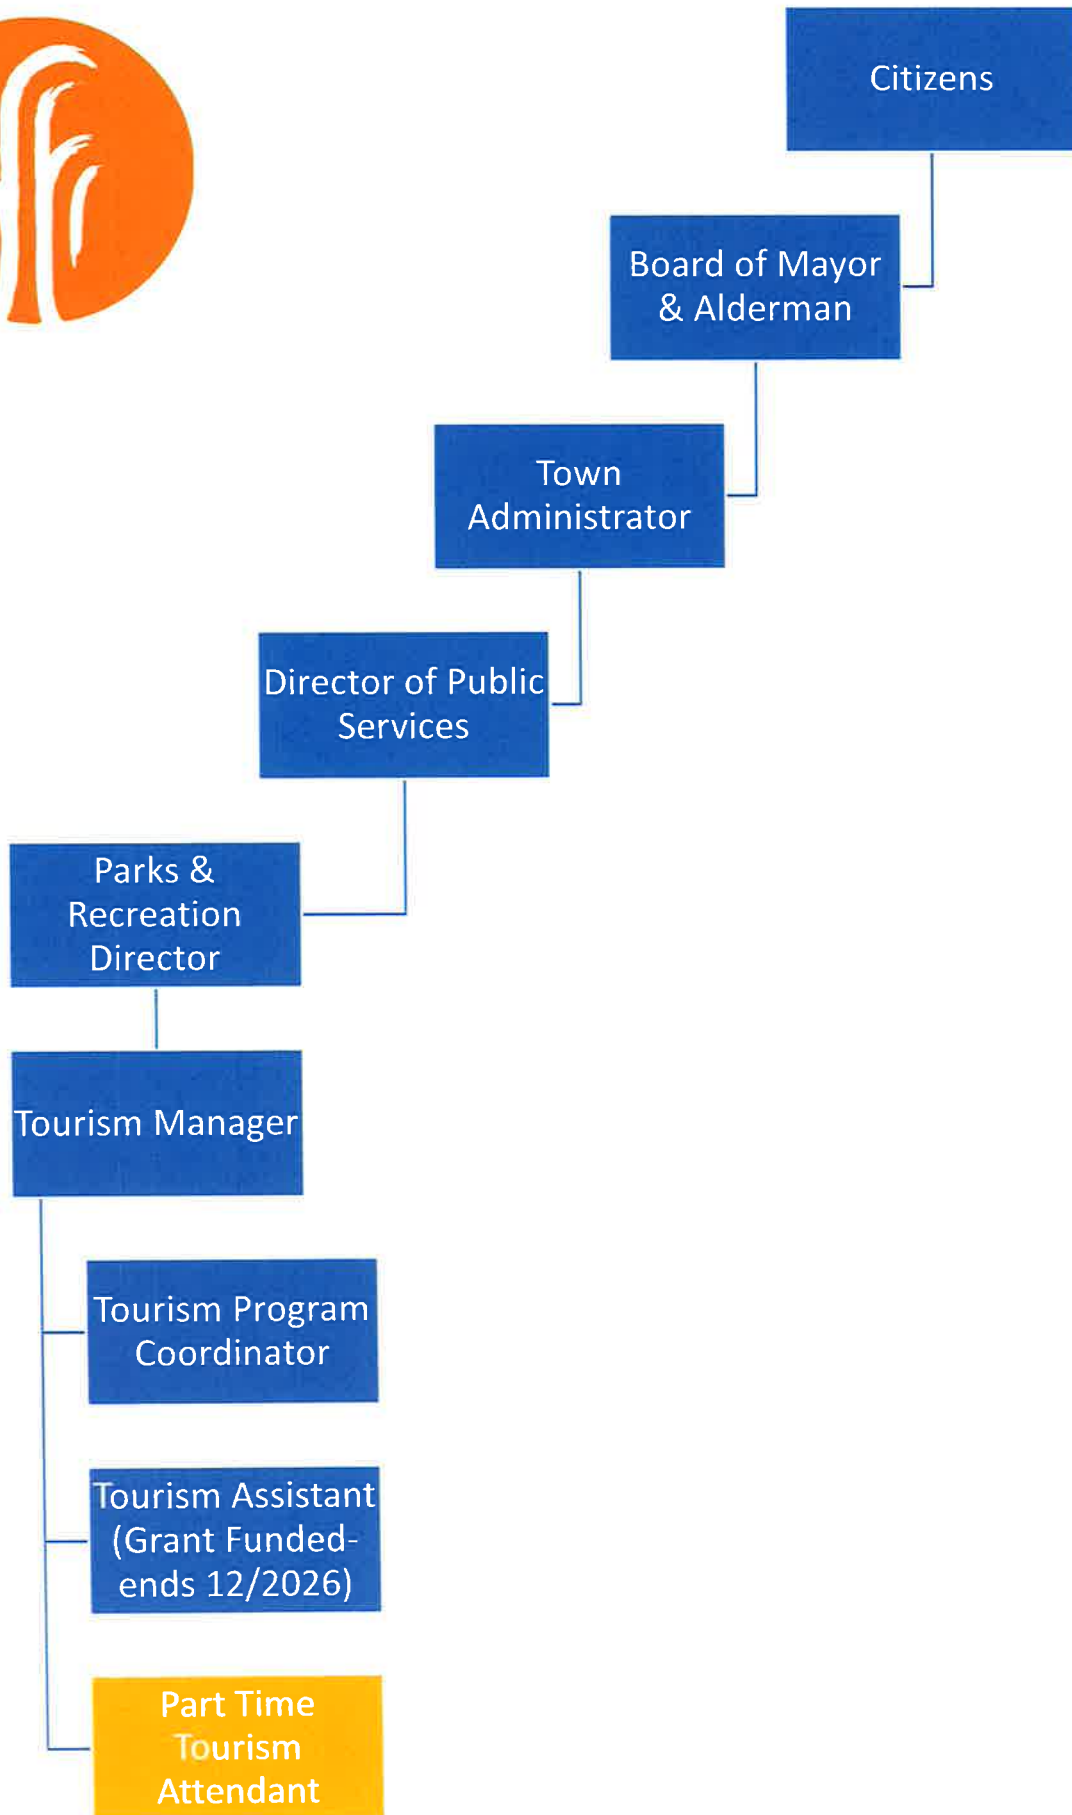 Citizens
Board of Mayor
& Alderman
Town
Administrator
Director of Public
Services
Parks &
Recreation
Director
Tourism Manager
Tourism Program
Coordinator
Tourism Assistant
(Grant Funded-
ends 12/2026)
Part Time
Tourism
Attendant